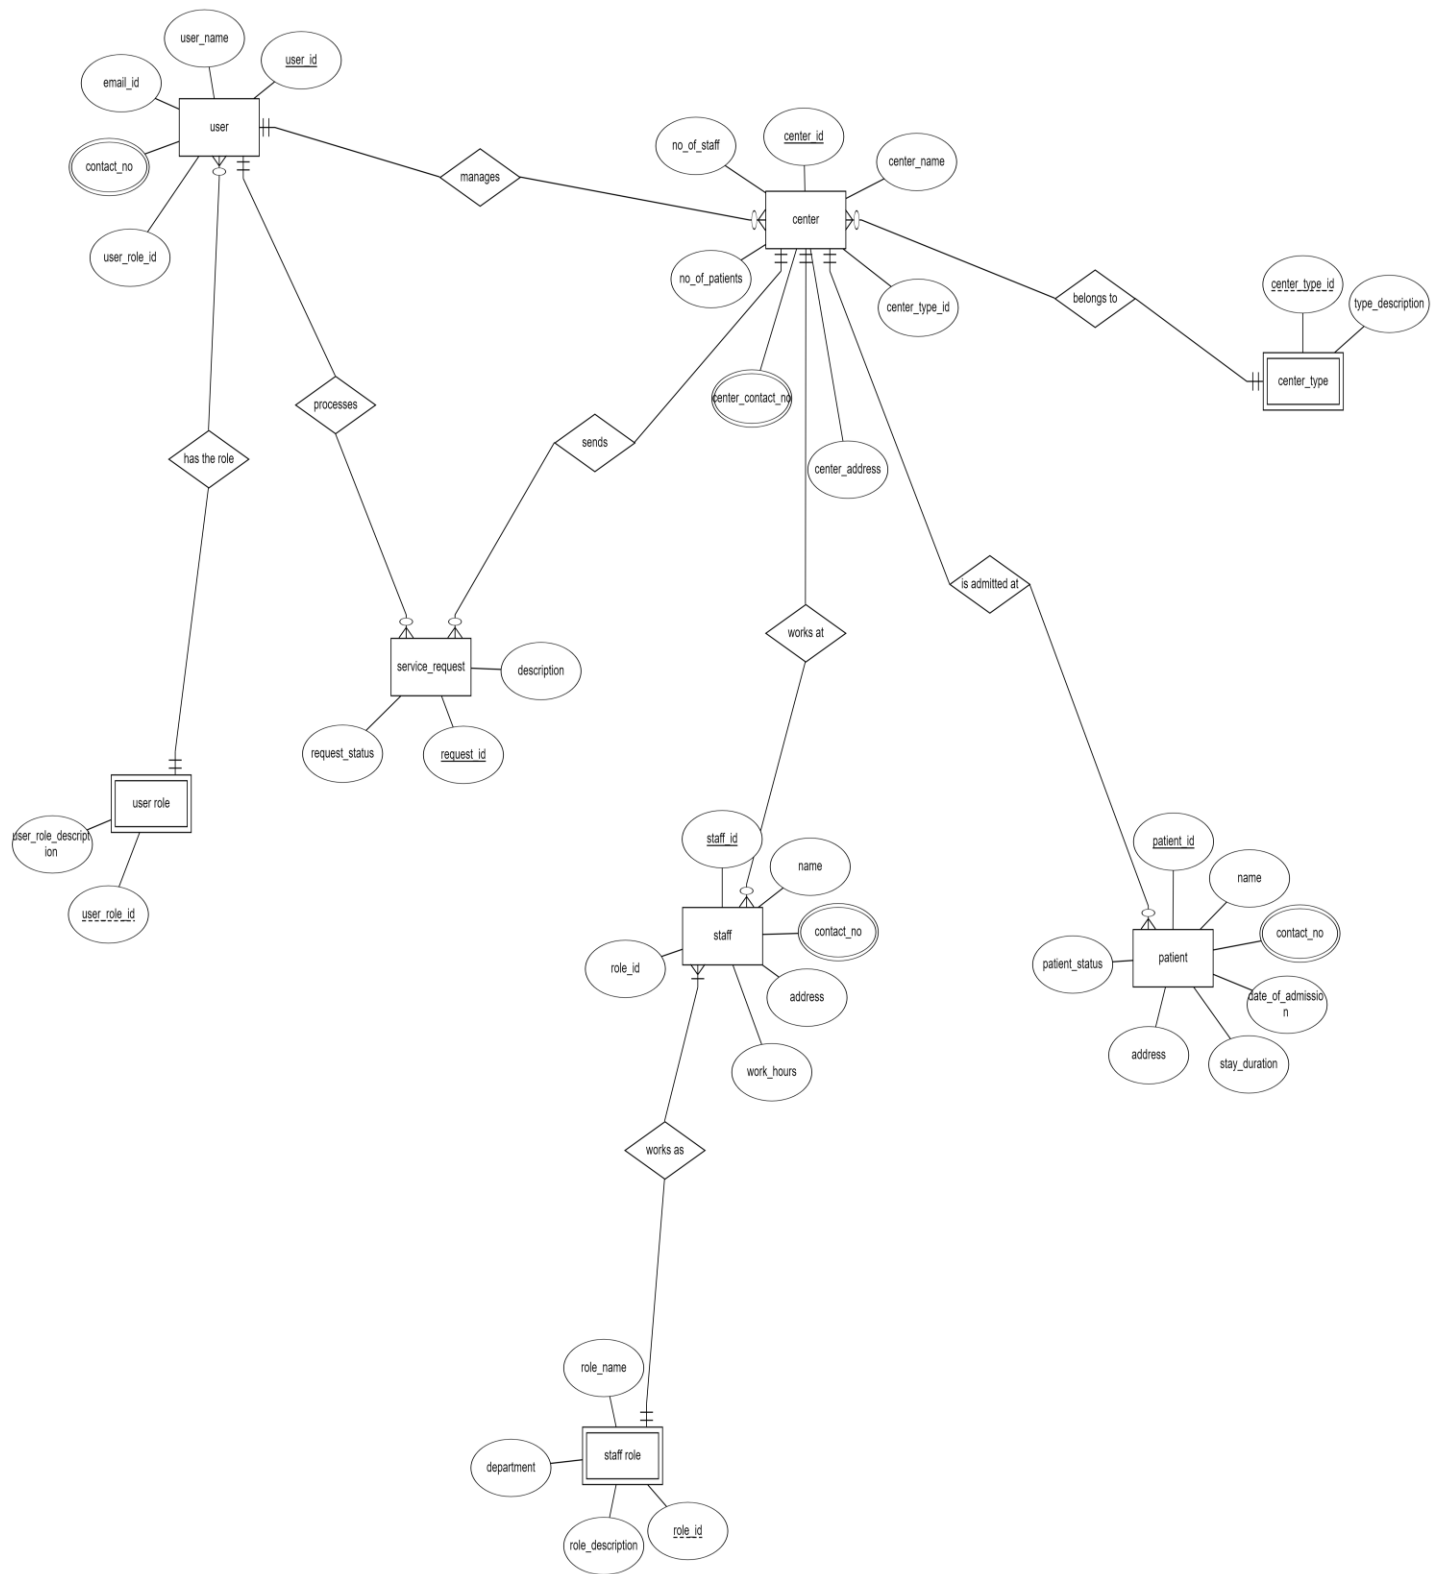 user_name
user_id
email_id
user
contact_no
user_role_id
manages
no_of_staff
center_id
center_name
center
no_of_patients
center_type_id
center_contact_no
center_address
belongs to
center_type_id
type_description
center_type
processes
sends
has the role
is admitted at
works at
service_request
description
request_status
request_id
user role
user_role_descript
ion
user_role_id
staff_id
name
contact_no
staff
role_id
address
work_hours
patient_id
name
contact_no
patient
patient_status
date_of_admissio
n
address
stay_duration
works as
role_name
staff role
department
role_description
role_id